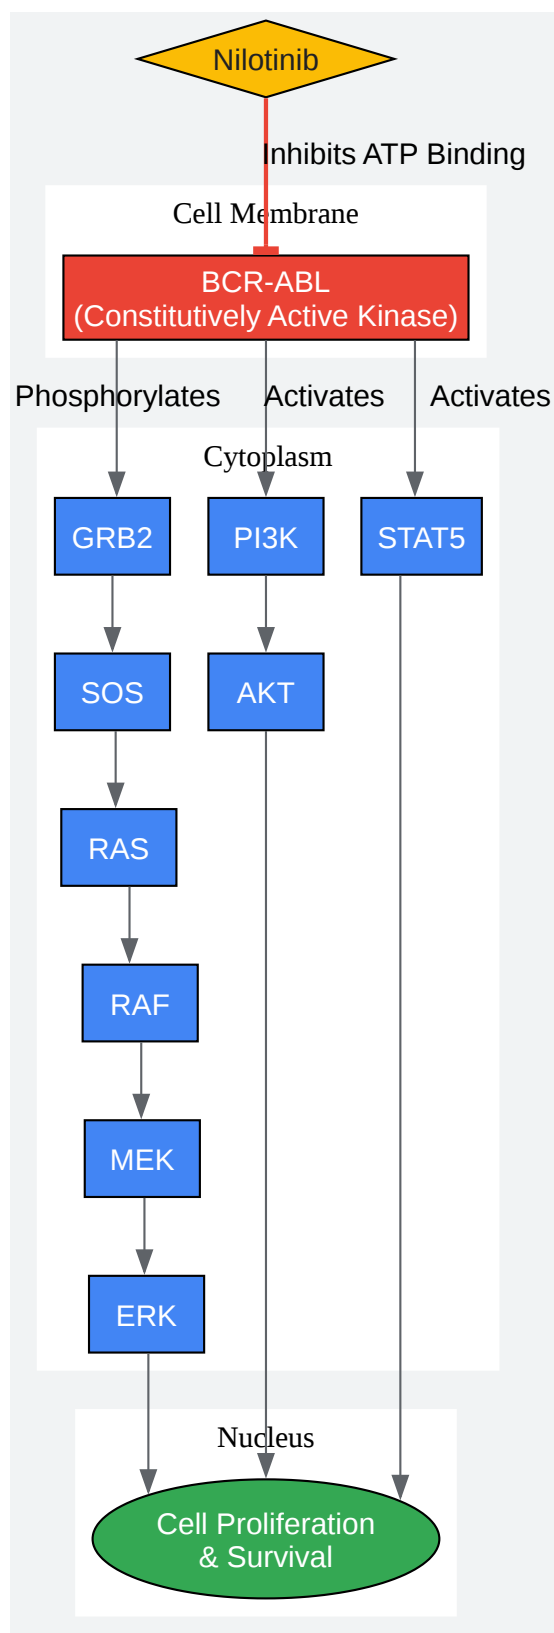 Nilotinib
Inhibits ATP Binding
Cell Membrane
BCR-ABL
(Constitutively Active Kinase)
Phosphorylates
Activates
Activates
Cytoplasm
GRB2
PI3K
STAT5
SOS
AKT
RAS
RAF
MEK
ERK
Nucleus
Cell Proliferation
& Survival